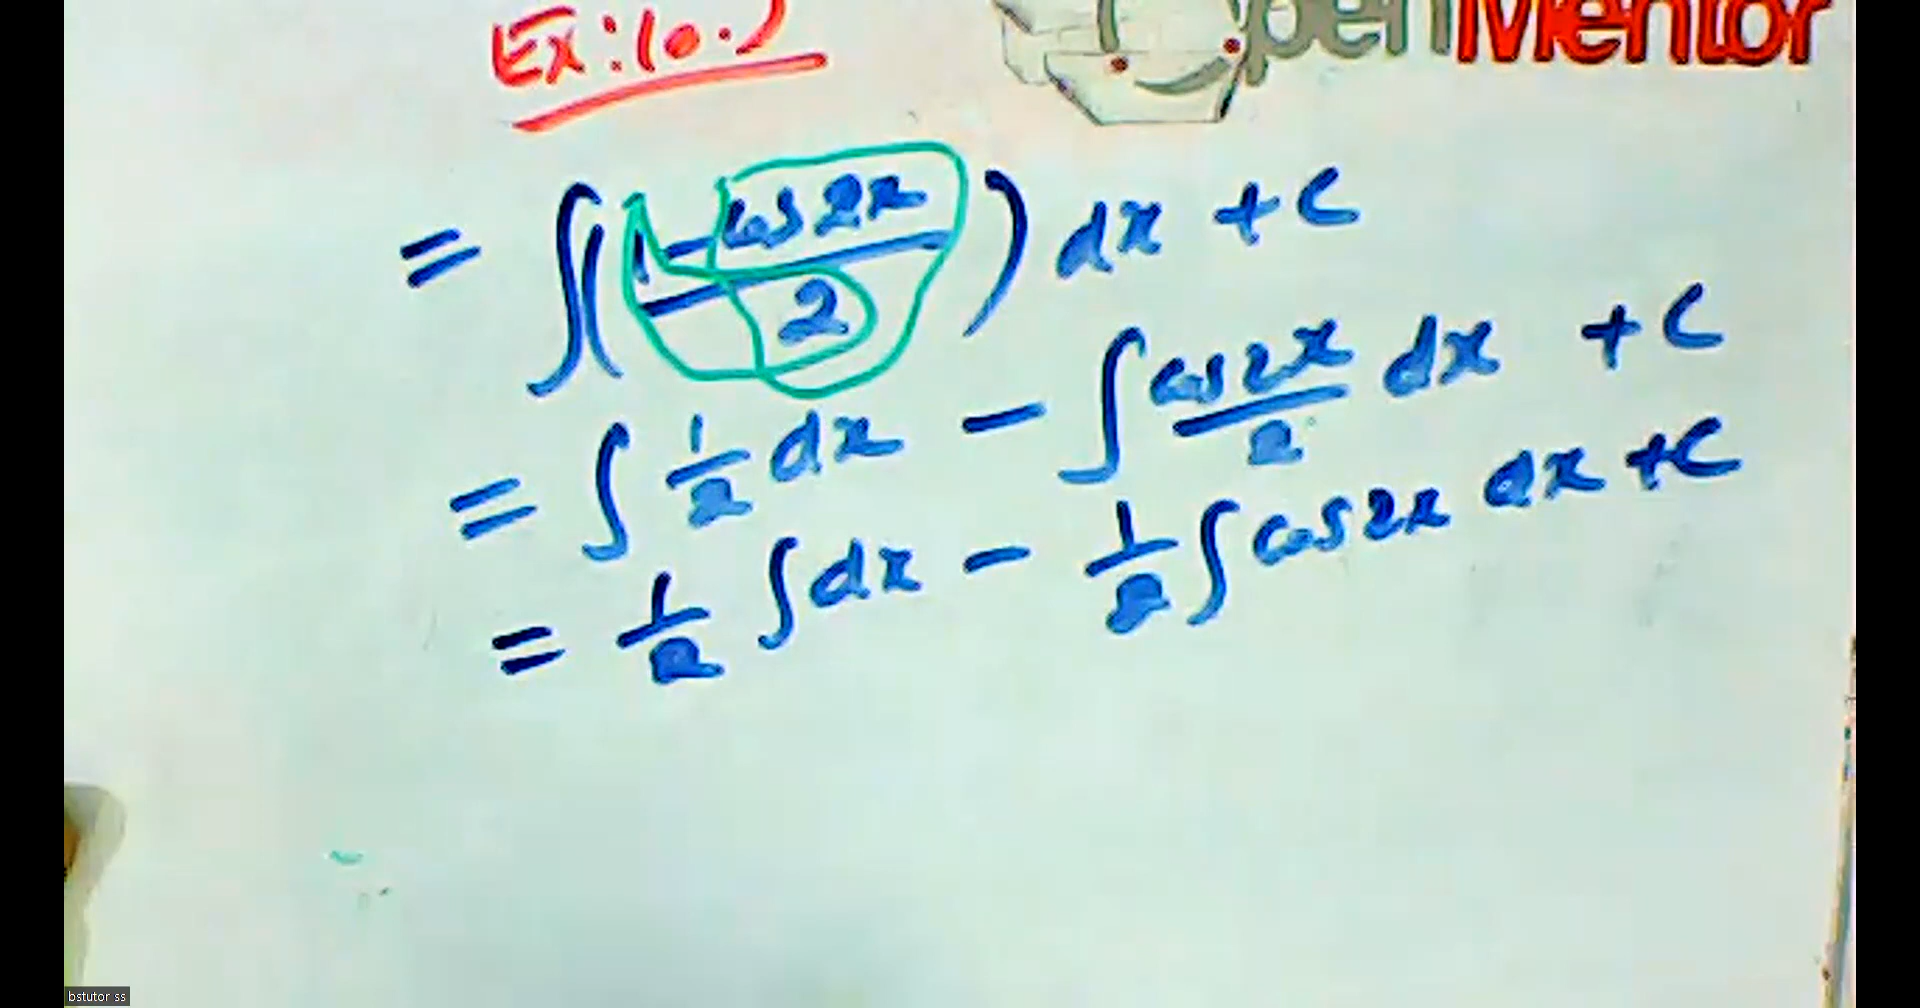 Ex:10.)
OpenMentor
= ∫((1-cos2x)/2) dx + C
= ∫ 1/2 dx - ∫ cos2x/2 dx + C
= 1/2 ∫ dx - 1/2 ∫ cos2x dx + C
bstutor ss